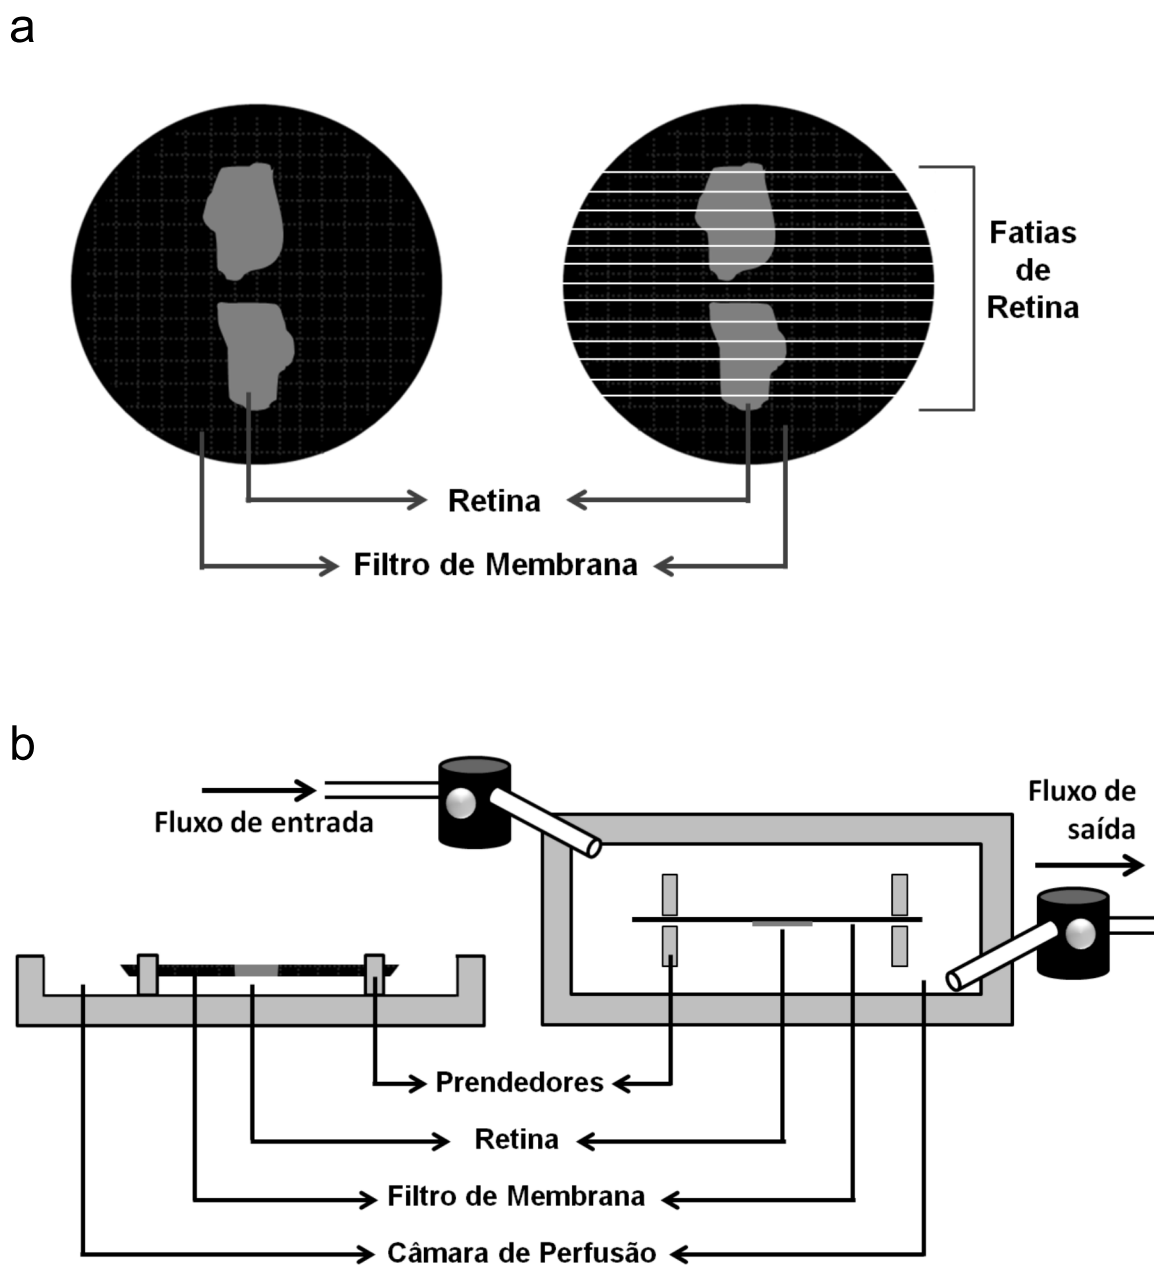 a
Fatias
de
Retina
Retina
Filtro de Membrana
b
Fluxo de entrada
Fluxo de
saída
Prendedores
Retina
Filtro de Membrana
Câmara de Perfusão